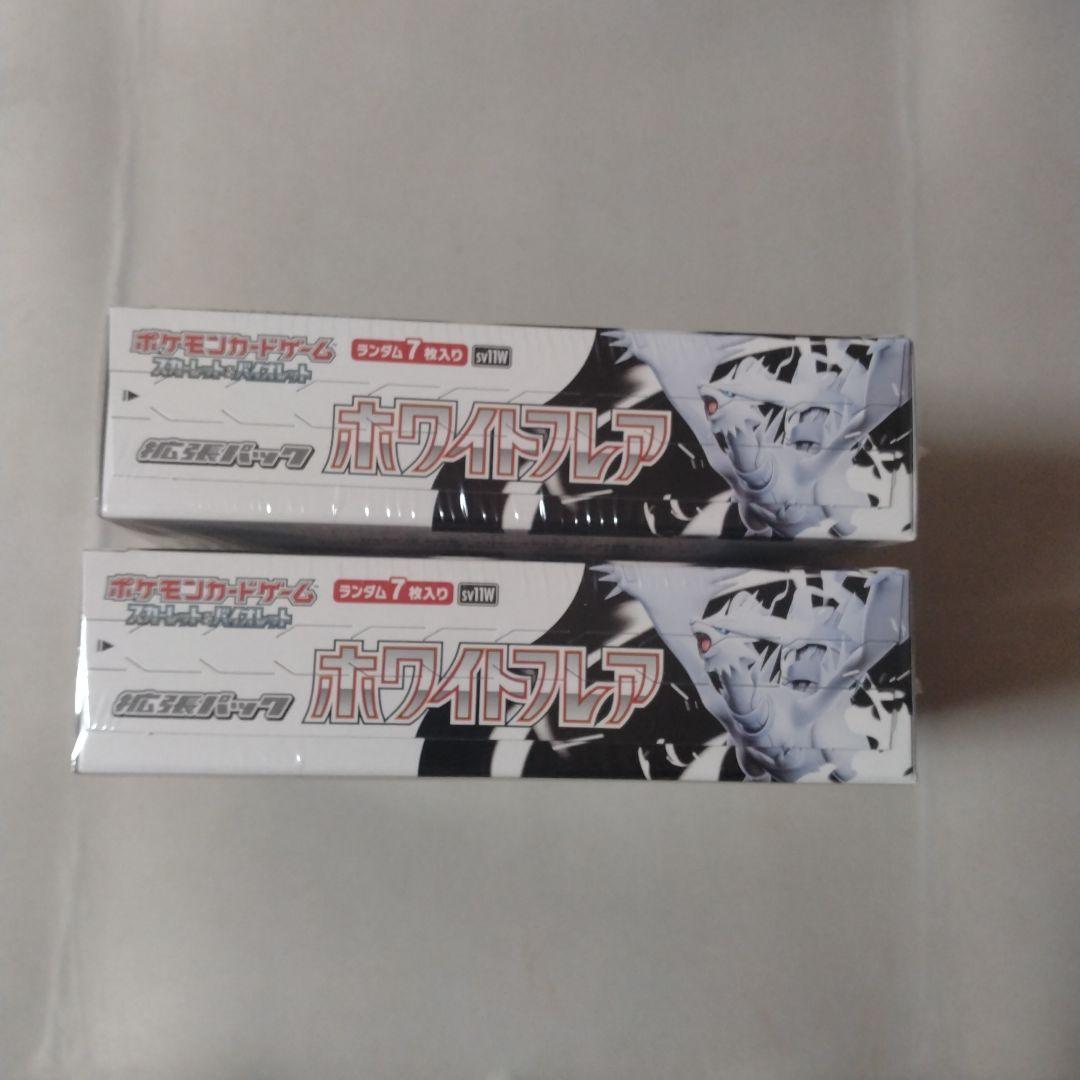 ポケモンカードゲーム
スカーレット&バイオレット
ランダム7枚入り
sv11W
拡張パック
ホワイトフレア
ポケモンカードゲーム
スカーレット&バイオレット
ランダム7枚入り
sv11W
拡張パック
ホワイトフレア